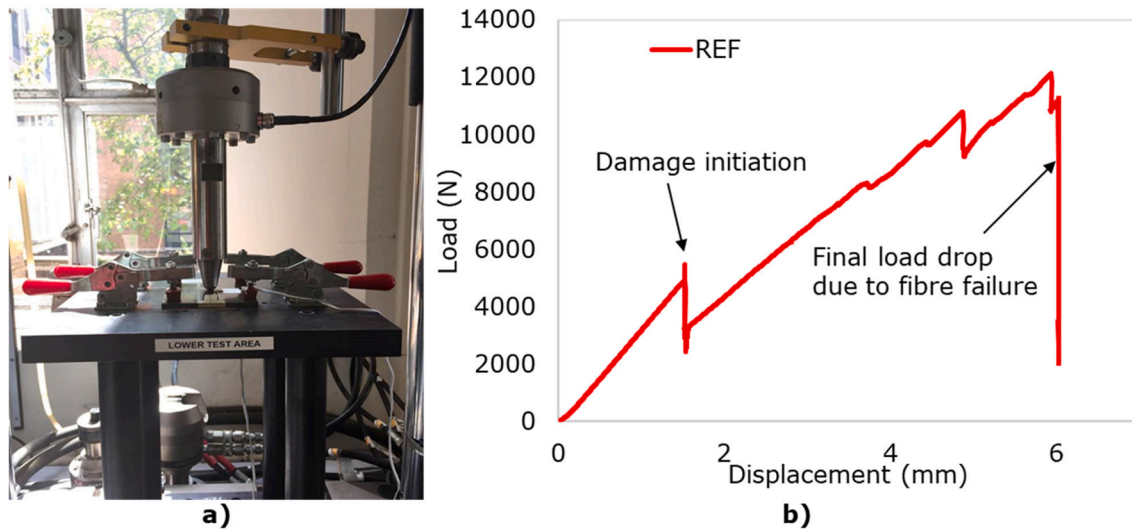 LOWER TEST AREA
a)
14000
12000
10000
8000
6000
4000
2000
0
Load (N)
REF
Damage initiation
Final load drop
due to fibre failure
0 2 4 6
Displacement (mm)
b)